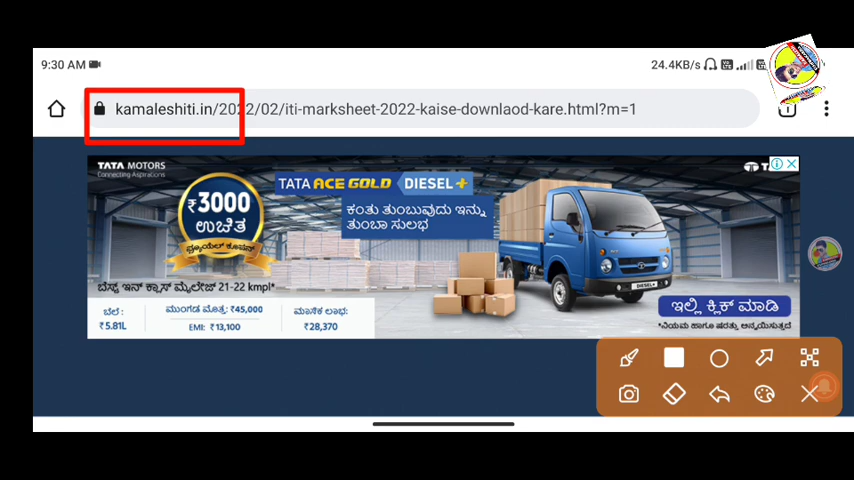 9:30 AM
24.4KB/s
kamaleshiti.in/2022/02/iti-marksheet-2022-kaise-downlaod-kare.html?m=1
TATA MOTORS
Connecting Aspirations
₹3000
ಉಚಿತ
ಫ್ಯೂಯೆಲ್ ಕೂಪನ್
TATA ACE GOLD DIESEL+
ಕಂತು ತುಂಬುವುದು ಇನ್ನು
ತುಂಬಾ ಸುಲಭ
ಬೆಸ್ಟ್ ಇನ್ ಕ್ಲಾಸ್ ಮೈಲೇಜ್ 21-22 kmpl*
ಬೆಲೆ:
₹5.81L
ಮುಂಗಡ ಮೊತ್ತ: ₹45,000
EMI: ₹13,100
ಮಾಸಿಕ ಲಾಭ:
₹28,370
DIESEL+
ಇಲ್ಲಿ ಕ್ಲಿಕ್ ಮಾಡಿ
*ನಿಯಮ ಹಾಗೂ ಷರತ್ತು ಅನ್ವಯಿಸುತ್ತದೆ